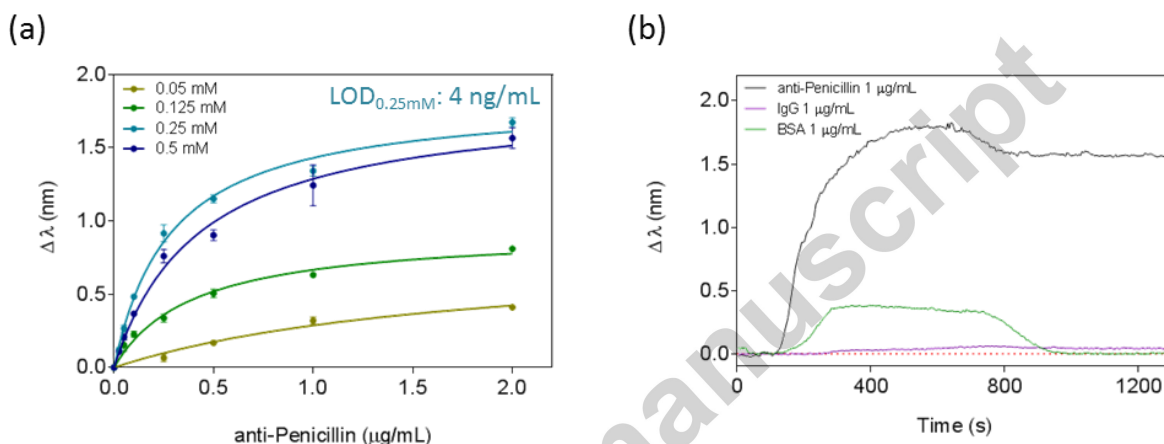 (a)
2.0
1.5
1.0
0.5
0.0
Δ λ (nm)
0.05 mM
0.125 mM
0.25 mM
0.5 mM
LOD0.25mM: 4 ng/mL
0.0 0.5 1.0 1.5 2.0
anti-Penicillin (µg/mL)
(b)
2.0
1.5
1.0
0.5
0.0
Δ λ (nm)
anti-Penicillin 1 µg/mL
IgG 1 µg/mL
BSA 1 µg/mL
0 400 800 1200
Time (s)
manuscript